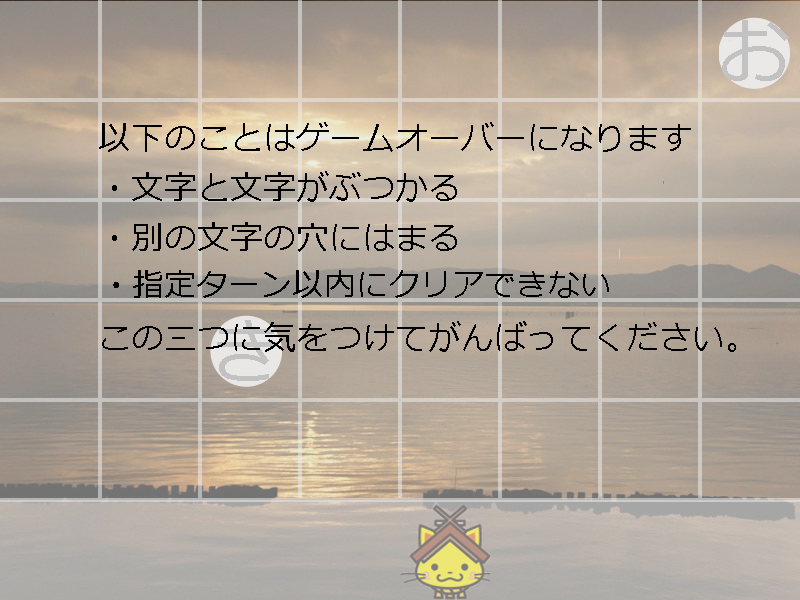 お
以下のことはゲームオーバーになります
・文字と文字がぶつかる
・別の文字の穴にはまる
・指定ターン以内にクリアできない
この三つに気をつけてがんばってください。
き